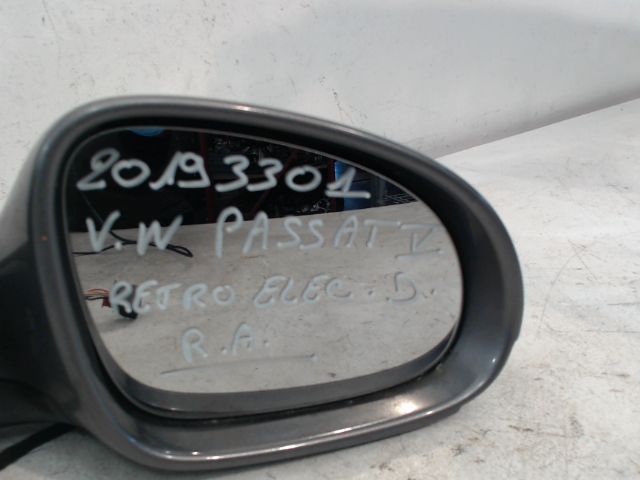 20193301
V.W PASSAT V
RETRO ELEC. D.
R.A.